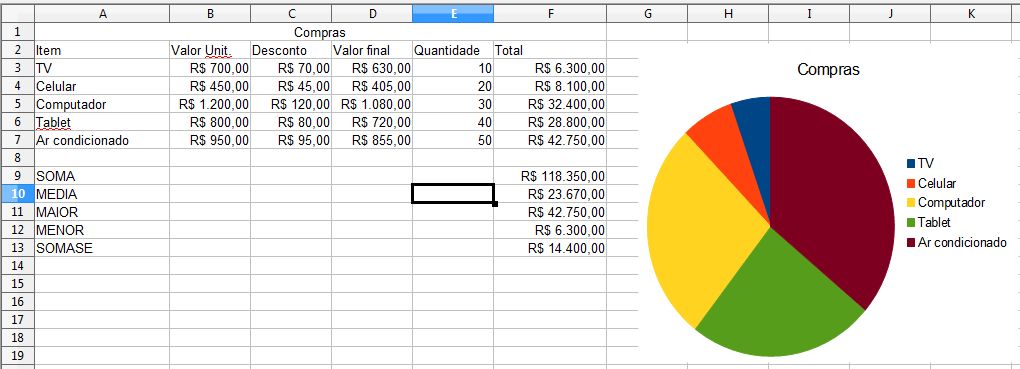 A B C D E F G H I J K
1 Compras
2 Item Valor Unit. Desconto Valor final Quantidade Total
3 TV R$ 700,00 R$ 70,00 R$ 630,00 10 R$ 6.300,00
4 Celular R$ 450,00 R$ 45,00 R$ 405,00 20 R$ 8.100,00
5 Computador R$ 1.200,00 R$ 120,00 R$ 1.080,00 30 R$ 32.400,00
6 Tablet R$ 800,00 R$ 80,00 R$ 720,00 40 R$ 28.800,00
7 Ar condicionado R$ 950,00 R$ 95,00 R$ 855,00 50 R$ 42.750,00
8
9 SOMA R$ 118.350,00
10 MEDIA R$ 23.670,00
11 MAIOR R$ 42.750,00
12 MENOR R$ 6.300,00
13 SOMASE R$ 14.400,00
14
15
16
17
18
19
Compras
TV
Celular
Computador
Tablet
Ar condicionado